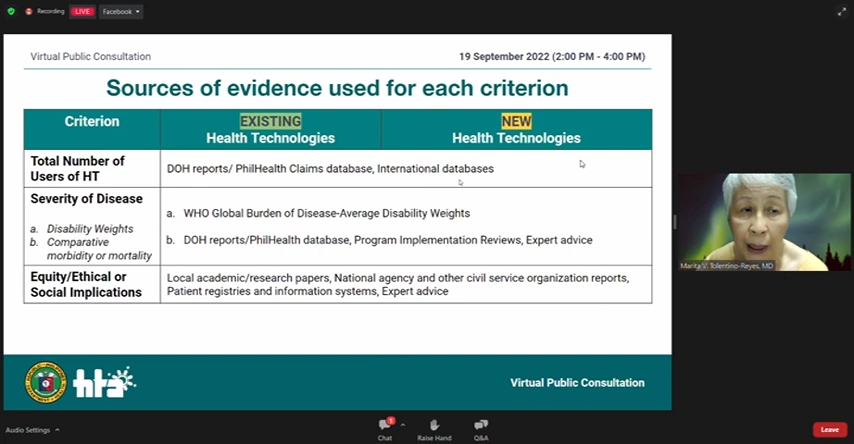 Recording
LIVE
Facebook
Virtual Public Consultation
19 September 2022 (2:00 PM - 4:00 PM)
Sources of evidence used for each criterion
Criterion
EXISTING
Health Technologies
NEW
Health Technologies
Total Number of
Users of HT
DOH reports/ PhilHealth Claims database, International databases
Severity of Disease
a. Disability Weights
b. Comparative
morbidity or mortality
a. WHO Global Burden of Disease-Average Disability Weights
b. DOH reports/PhilHealth database, Program Implementation Reviews, Expert advice
Equity/Ethical or
Social Implications
Local academic/research papers, National agency and other civil service organization reports,
Patient registries and information systems, Expert advice
Marita V. Tolentino-Reyes, MD
hta
Virtual Public Consultation
Audio Settings
Chat
Raise Hand
Q&A
Leave